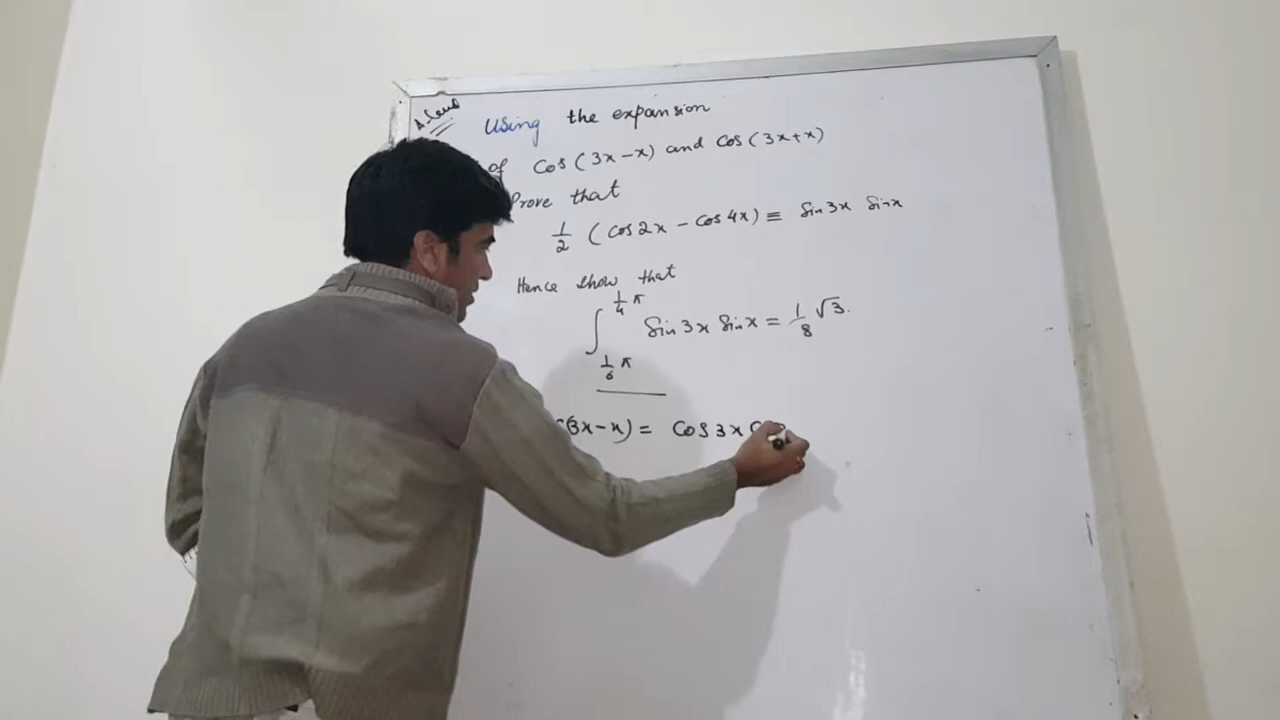 A-level
Using the expansion
of Cos (3x-x) and Cos (3x+x)
Prove that
1/2 (Cos 2x - Cos 4x) ≡ Sin 3x Sin x
Hence show that
∫_{1/6 π}^{1/4 π} Sin 3x Sin x = 1/8 √3.
(3x-x) = Cos 3x